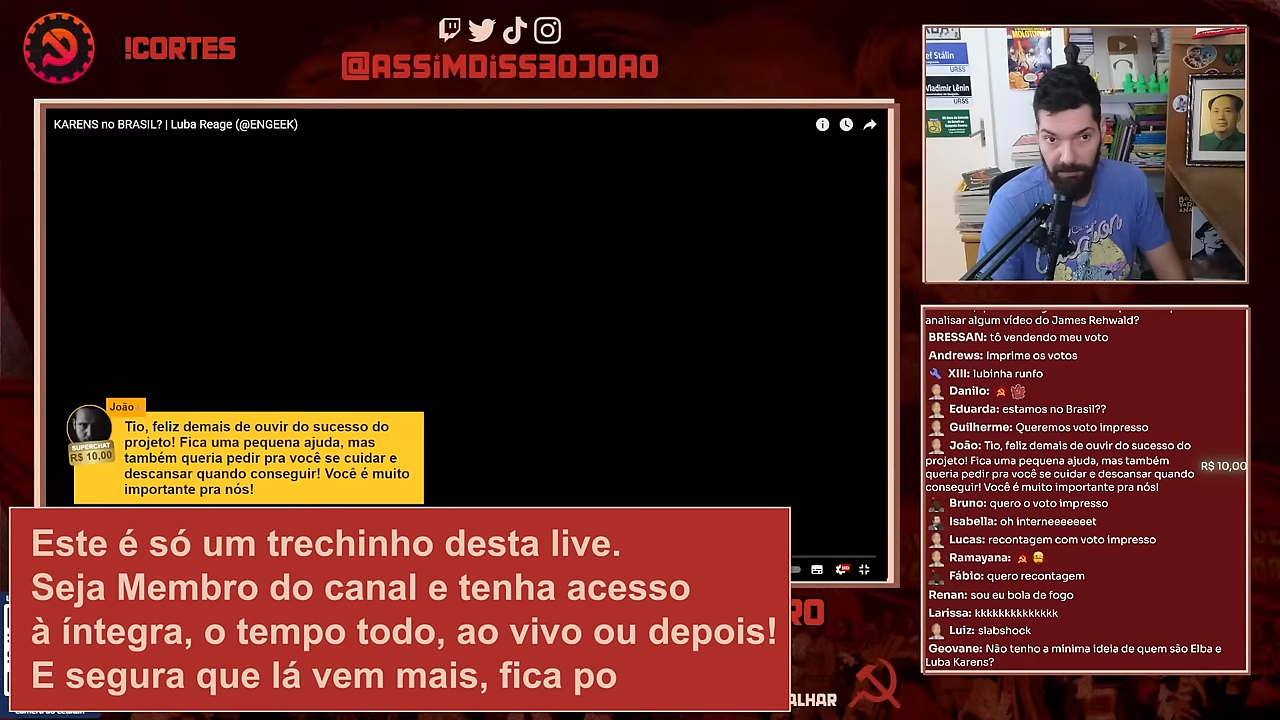 !CORTES
@ASSIMDISSEOJOAO
KARENS no BRASIL? | Luba Reage (@ENGEEK)
João
SUPERCHAT
R$ 10,00
Tio, feliz demais de ouvir do sucesso do
projeto! Fica uma pequena ajuda, mas
também queria pedir pra você se cuidar e
descansar quando conseguir! Você é muito
importante pra nós!
Este é só um trechinho desta live.
Seja Membro do canal e tenha acesso
à íntegra, o tempo todo, ao vivo ou depois!
E segura que lá vem mais, fica po
RO
ALHAR
HD
ef Stálin
URSS
Vladimir Lênin
URSS
MOLOTO
analisar algum vídeo do James Rehwald?
BRESSAN: tô vendendo meu voto
Andrews: Imprime os votos
XIII: lubinha runfo
Danilo:
Eduarda: estamos no Brasil??
Guilherme: Queremos voto impresso
João: Tio, feliz demais de ouvir do sucesso do
projeto! Fica uma pequena ajuda, mas também
queria pedir pra você se cuidar e descansar quando
conseguir! Você é muito importante pra nós!
R$ 10,00
Bruno: quero o voto impresso
Isabella: oh interneeeeeeet
Lucas: recontagem com voto impresso
Ramayana:
Fábio: quero recontagem
Renan: sou eu bola de fogo
Larissa: kkkkkkkkkkkkk
Luiz: slabshock
Geovane: Não tenho a mínima ideia de quem são Elba e
Luba Karens?